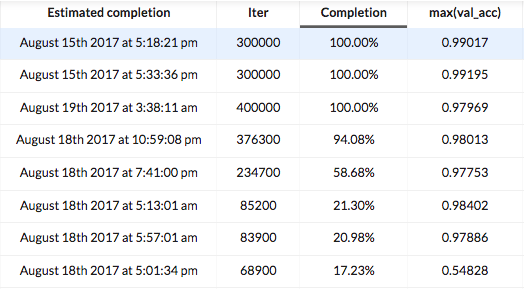 Estimated completion Iter Completion max(val_acc)
August 15th 2017 at 5:18:21 pm 300000 100.00% 0.99017
August 15th 2017 at 5:33:36 pm 300000 100.00% 0.99195
August 19th 2017 at 3:38:11 am 400000 100.00% 0.97969
August 18th 2017 at 10:59:08 pm 376300 94.08% 0.98013
August 18th 2017 at 7:41:00 pm 234700 58.68% 0.97753
August 18th 2017 at 5:13:01 am 85200 21.30% 0.98402
August 18th 2017 at 5:57:01 am 83900 20.98% 0.97886
August 18th 2017 at 5:01:34 pm 68900 17.23% 0.54828